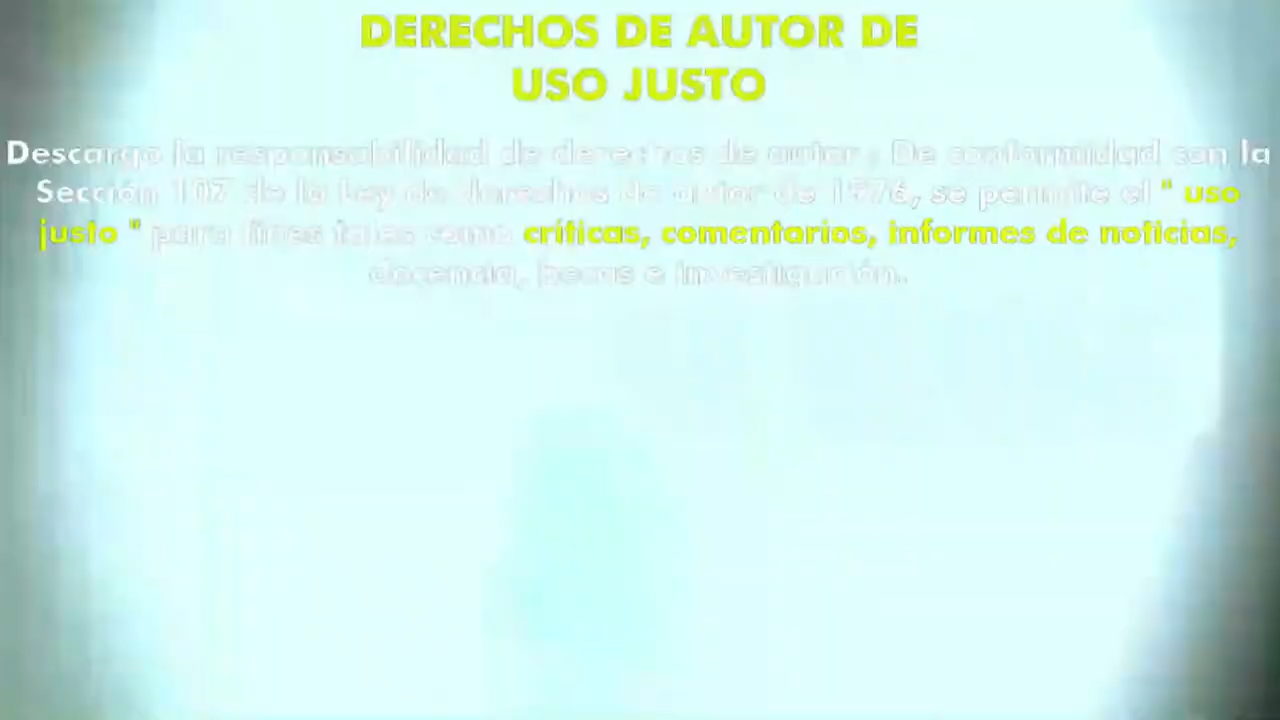 DERECHOS DE AUTOR DE
USO JUSTO
Descargo la responsabilidad de derechos de autor : De conformidad con la
Sección 107 de la Ley de derechos de autor de 1976, se permite el " uso
justo " para fines tales como críticas, comentarios, informes de noticias,
docencia, becas e investigación.